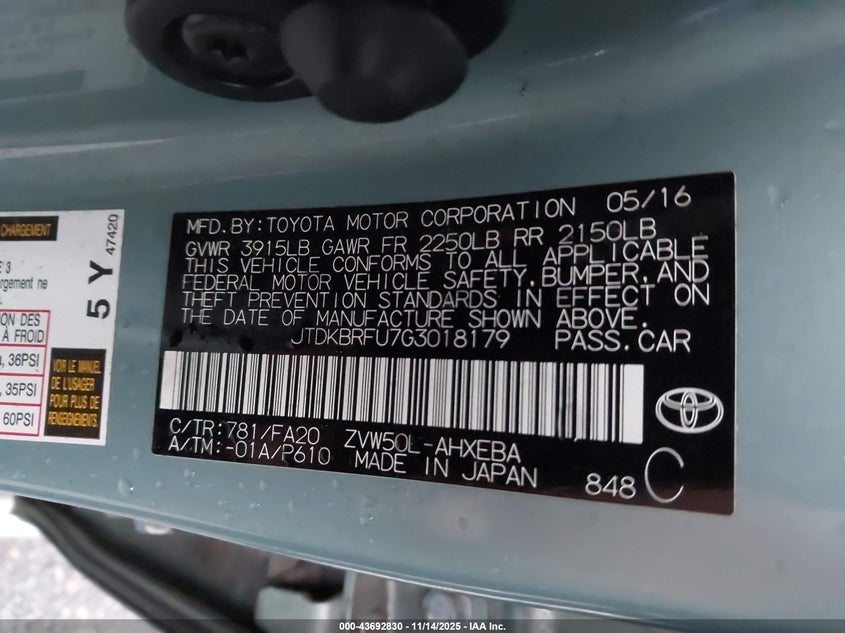 CHARGEMENT
47420
5 Y
E 3
argement ne
ON DES
À FROID
, 36PSI
, 35PSI
60PSI
VOIR LE MANUEL
DE L'USAGER
POUR PLUS DE
RENSEIGNEMENTS
MFD.BY:TOYOTA MOTOR CORPORATION 05/16
GVWR 3915LB GAWR FR 2250LB RR 2150LB
THIS VEHICLE CONFORMS TO ALL APPLICABLE
FEDERAL MOTOR VEHICLE SAFETY,BUMPER,AND
THEFT PREVENTION STANDARDS IN EFFECT ON
THE DATE OF MANUFACTURE SHOWN ABOVE.
JTDKBRFU7G3018179 PASS.CAR
C/TR:781/FA20 ZVW50L-AHXEBA
A/TM:-01A/P610 MADE IN JAPAN
848 C
000-43692830 - 11/14/2025 - IAA Inc.